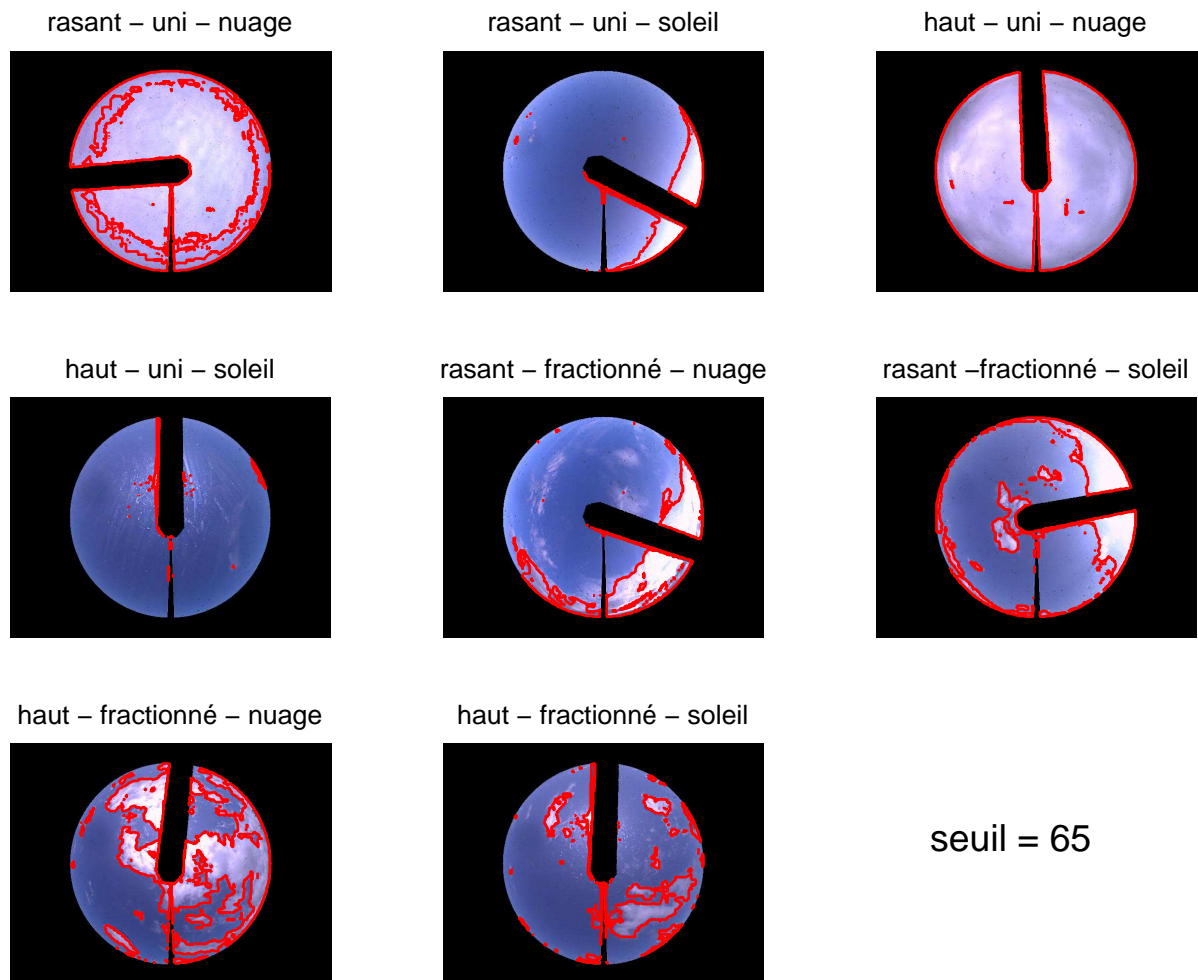 rasant − uni − nuage
rasant − uni − soleil
haut − uni − nuage
haut − uni − soleil
rasant − fractionné − nuage
rasant −fractionné − soleil
haut − fractionné − nuage
haut − fractionné − soleil
seuil = 65